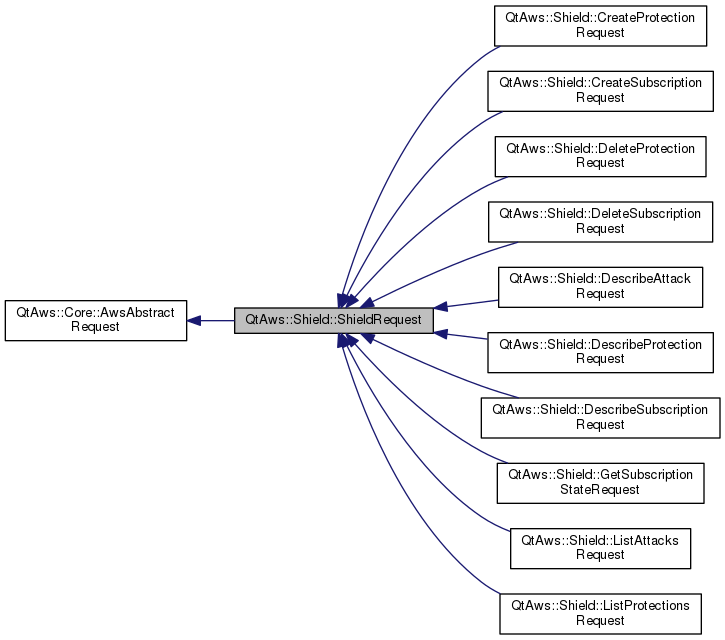 QtAws::Shield::CreateProtection
Request
QtAws::Shield::CreateSubscription
Request
QtAws::Shield::DeleteProtection
Request
QtAws::Shield::DeleteSubscription
Request
QtAws::Shield::DescribeAttack
Request
QtAws::Core::AwsAbstract
Request
QtAws::Shield::ShieldRequest
QtAws::Shield::DescribeProtection
Request
QtAws::Shield::DescribeSubscription
Request
QtAws::Shield::GetSubscription
StateRequest
QtAws::Shield::ListAttacks
Request
QtAws::Shield::ListProtections
Request